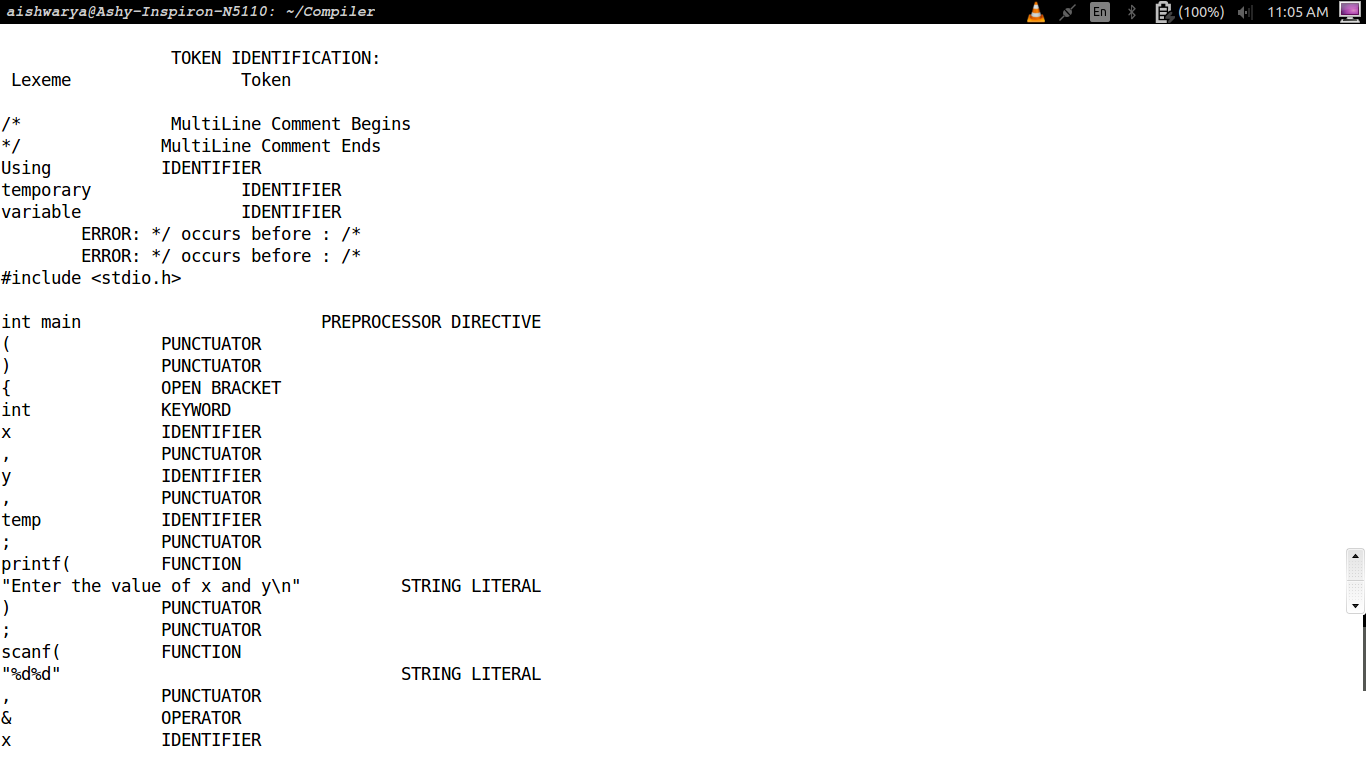 aishwarya@Ashy-Inspiron-N5110: ~/Compiler En (100%) 11:05 AM
TOKEN IDENTIFICATION:
Lexeme Token
/* MultiLine Comment Begins
*/ MultiLine Comment Ends
Using IDENTIFIER
temporary IDENTIFIER
variable IDENTIFIER
ERROR: */ occurs before : /*
ERROR: */ occurs before : /*
#include <stdio.h>
int main PREPROCESSOR DIRECTIVE
( PUNCTUATOR
) PUNCTUATOR
{ OPEN BRACKET
int KEYWORD
x IDENTIFIER
, PUNCTUATOR
y IDENTIFIER
, PUNCTUATOR
temp IDENTIFIER
; PUNCTUATOR
printf( FUNCTION
"Enter the value of x and y\n" STRING LITERAL
) PUNCTUATOR
; PUNCTUATOR
scanf( FUNCTION
"%d%d" STRING LITERAL
, PUNCTUATOR
& OPERATOR
x IDENTIFIER